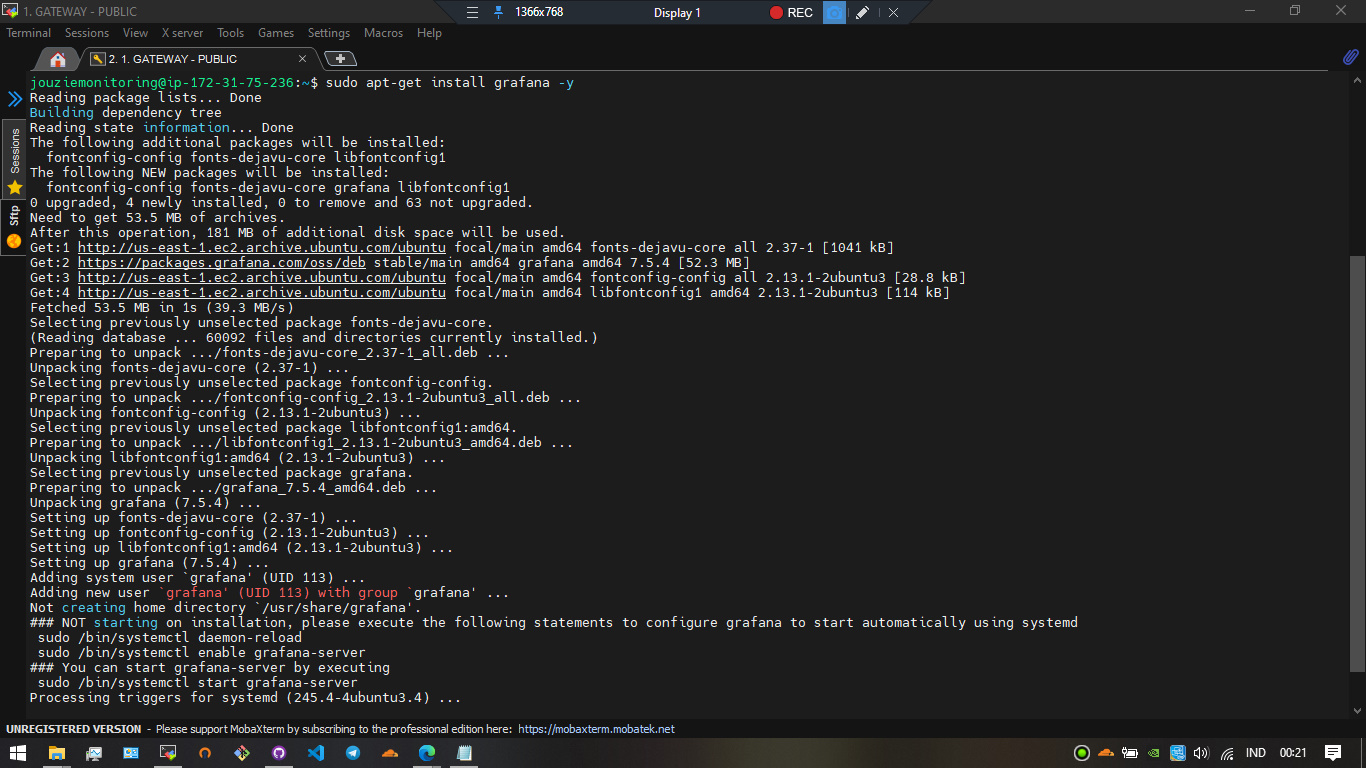 1. GATEWAY - PUBLIC
1366x768
Display 1
REC
Terminal Sessions View X server Tools Games Settings Macros Help
2. 1. GATEWAY - PUBLIC
Sessions
Sftp
jouziemonitoring@ip-172-31-75-236:~$ sudo apt-get install grafana -y
Reading package lists... Done
Building dependency tree
Reading state information... Done
The following additional packages will be installed:
  fontconfig-config fonts-dejavu-core libfontconfig1
The following NEW packages will be installed:
  fontconfig-config fonts-dejavu-core grafana libfontconfig1
0 upgraded, 4 newly installed, 0 to remove and 63 not upgraded.
Need to get 53.5 MB of archives.
After this operation, 181 MB of additional disk space will be used.
Get:1 http://us-east-1.ec2.archive.ubuntu.com/ubuntu focal/main amd64 fonts-dejavu-core all 2.37-1 [1041 kB]
Get:2 https://packages.grafana.com/oss/deb stable/main amd64 grafana amd64 7.5.4 [52.3 MB]
Get:3 http://us-east-1.ec2.archive.ubuntu.com/ubuntu focal/main amd64 fontconfig-config all 2.13.1-2ubuntu3 [28.8 kB]
Get:4 http://us-east-1.ec2.archive.ubuntu.com/ubuntu focal/main amd64 libfontconfig1 amd64 2.13.1-2ubuntu3 [114 kB]
Fetched 53.5 MB in 1s (39.3 MB/s)
Selecting previously unselected package fonts-dejavu-core.
(Reading database ... 60092 files and directories currently installed.)
Preparing to unpack .../fonts-dejavu-core_2.37-1_all.deb ...
Unpacking fonts-dejavu-core (2.37-1) ...
Selecting previously unselected package fontconfig-config.
Preparing to unpack .../fontconfig-config_2.13.1-2ubuntu3_all.deb ...
Unpacking fontconfig-config (2.13.1-2ubuntu3) ...
Selecting previously unselected package libfontconfig1:amd64.
Preparing to unpack .../libfontconfig1_2.13.1-2ubuntu3_amd64.deb ...
Unpacking libfontconfig1:amd64 (2.13.1-2ubuntu3) ...
Selecting previously unselected package grafana.
Preparing to unpack .../grafana_7.5.4_amd64.deb ...
Unpacking grafana (7.5.4) ...
Setting up fonts-dejavu-core (2.37-1) ...
Setting up fontconfig-config (2.13.1-2ubuntu3) ...
Setting up libfontconfig1:amd64 (2.13.1-2ubuntu3) ...
Setting up grafana (7.5.4) ...
Adding system user `grafana' (UID 113) ...
Adding new user `grafana' (UID 113) with group `grafana' ...
Not creating home directory `/usr/share/grafana'.
### NOT starting on installation, please execute the following statements to configure grafana to start automatically using systemd
 sudo /bin/systemctl daemon-reload
 sudo /bin/systemctl enable grafana-server
### You can start grafana-server by executing
 sudo /bin/systemctl start grafana-server
Processing triggers for systemd (245.4-4ubuntu3.4) ...
UNREGISTERED VERSION - Please support MobaXterm by subscribing to the professional edition here: https://mobaxterm.mobatek.net
IND 00:21